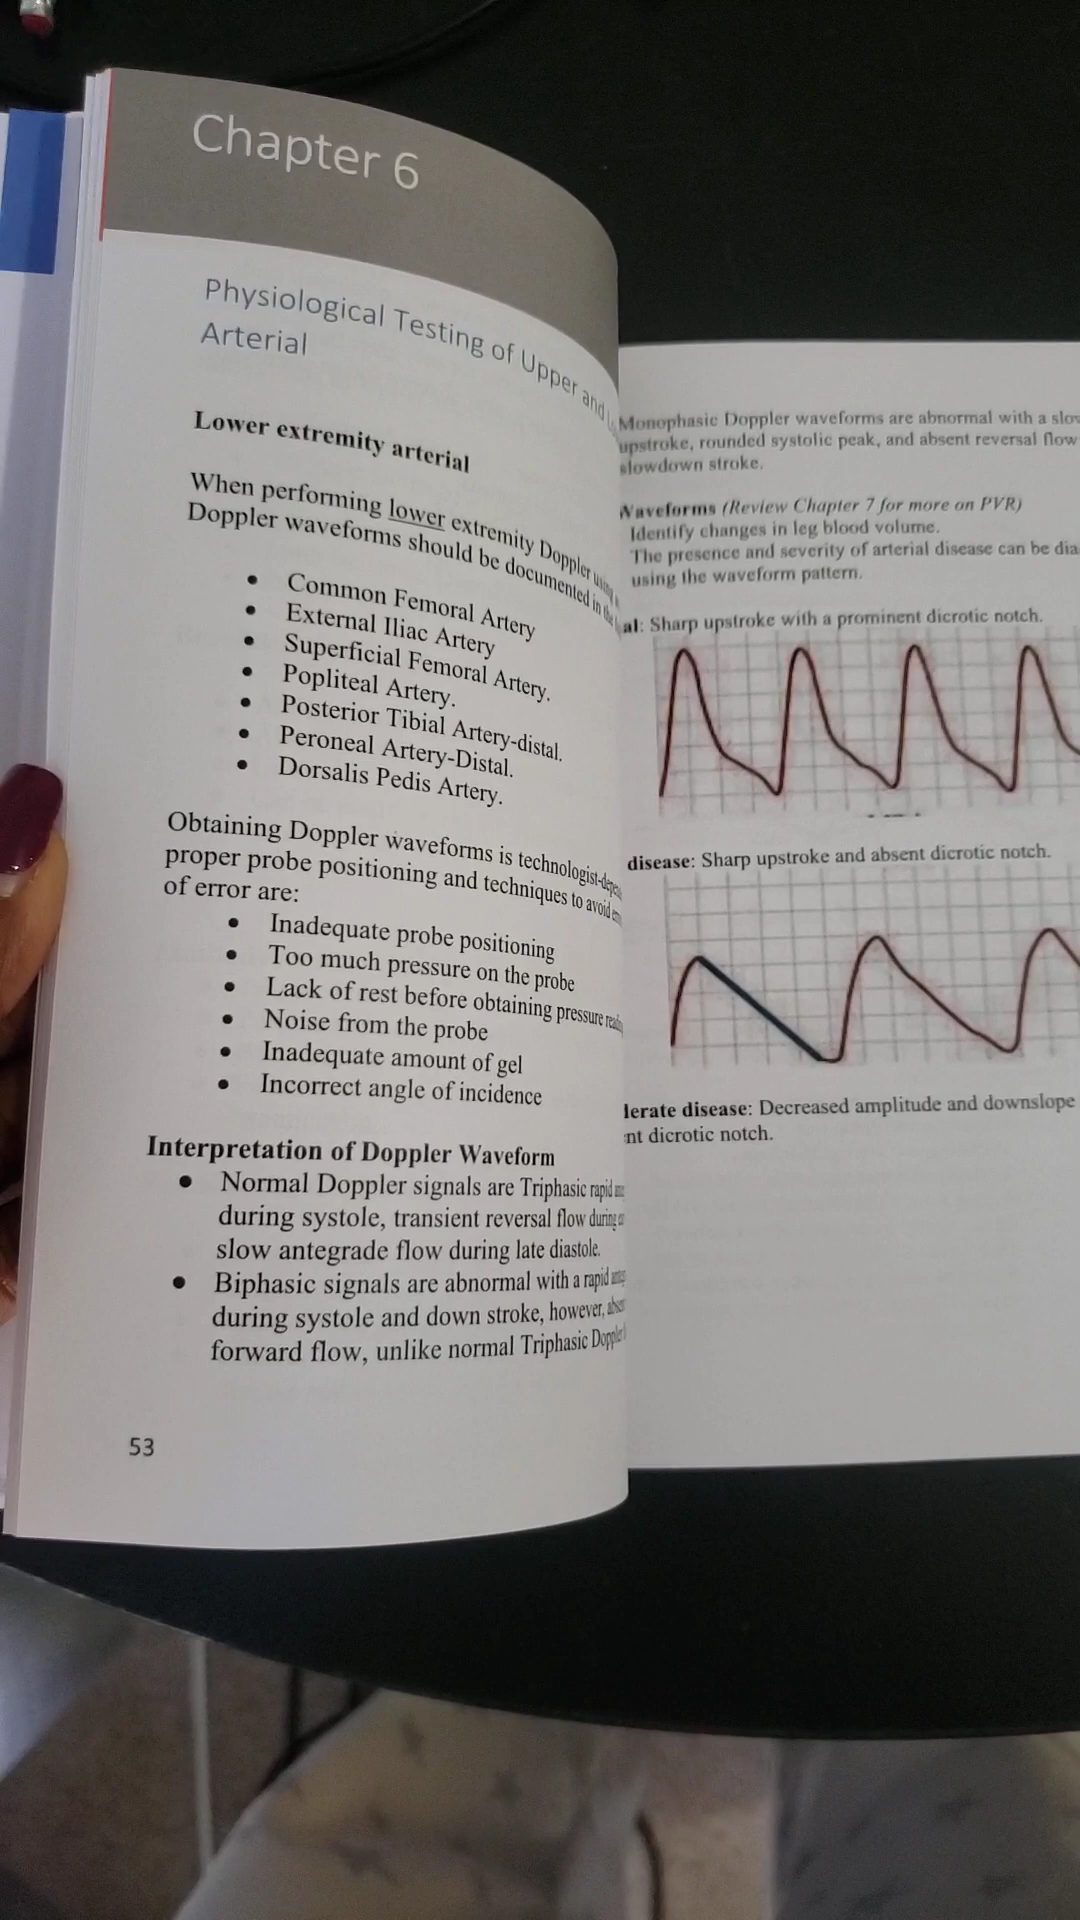 Chapter 6
Physiological Testing of Upper and
Arterial
Lower extremity arterial
When performing lower extremity Doppler using
Doppler waveforms should be documented in the
• Common Femoral Artery
• External Iliac Artery
• Superficial Femoral Artery.
• Popliteal Artery.
• Posterior Tibial Artery-distal.
• Peroneal Artery-Distal.
• Dorsalis Pedis Artery.
Obtaining Doppler waveforms is technologist-
proper probe positioning and techniques to avoid
of error are:
• Inadequate probe positioning
• Too much pressure on the probe
• Lack of rest before obtaining pressure
• Noise from the probe
• Inadequate amount of gel
• Incorrect angle of incidence
Interpretation of Doppler Waveform
• Normal Doppler signals are Triphasic rapid
during systole, transient reversal flow during
slow antegrade flow during late diastole.
• Biphasic signals are abnormal with a rapid
during systole and down stroke, however,
forward flow, unlike normal Triphasic Doppler
53
Monophasic Doppler waveforms are abnormal with a slow
upstroke, rounded systolic peak, and absent reversal flow
slowdown stroke.
Waveforms (Review Chapter 7 for more on PVR)
Identify changes in leg blood volume.
The presence and severity of arterial disease can be dia
using the waveform pattern.
al: Sharp upstroke with a prominent dicrotic notch.
disease: Sharp upstroke and absent dicrotic notch.
lerate disease: Decreased amplitude and downslope
nt dicrotic notch.